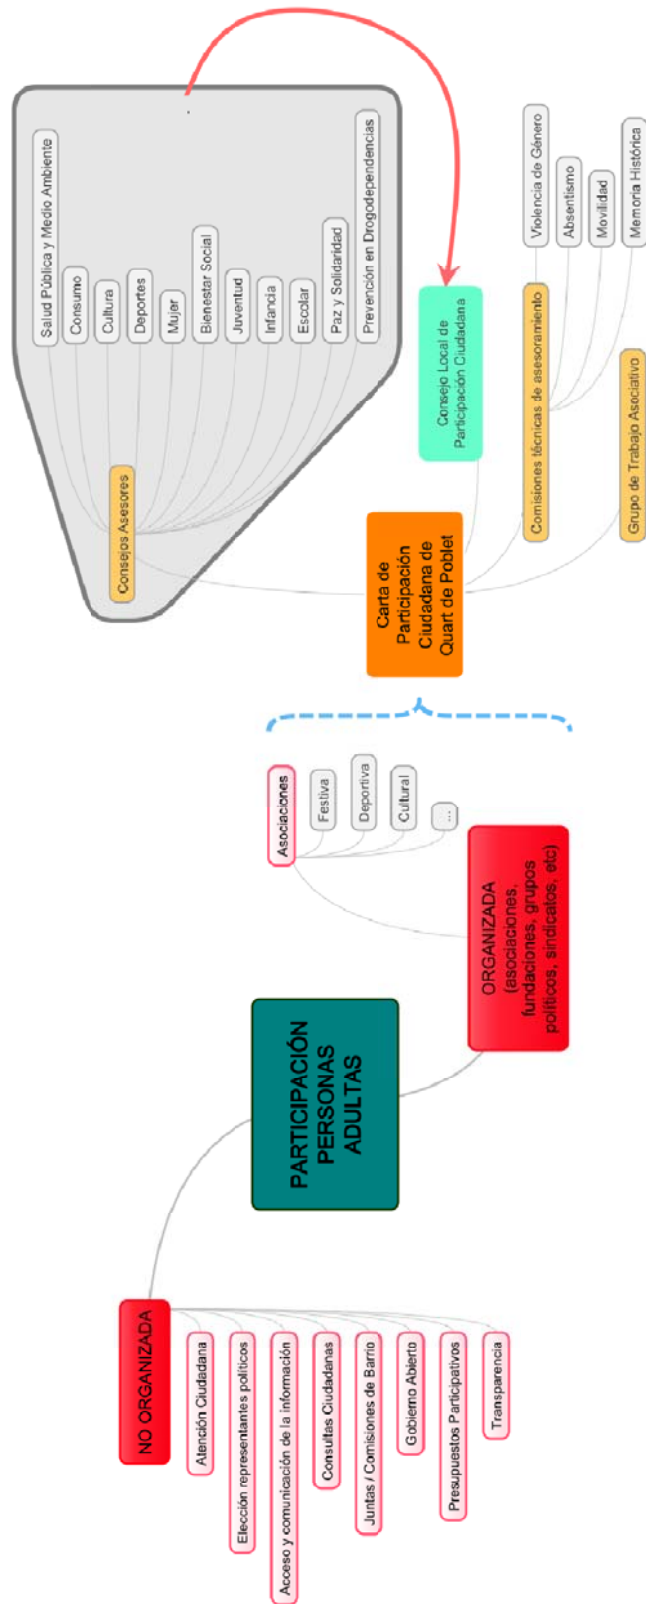 NO ORGANIZADA
Atención Ciudadana
Elección representantes políticos
Acceso y comunicación de la información
Consultas Ciudadanas
Juntas / Comisiones de Barrio
Gobierno Abierto
Presupuestos Participativos
Transparencia
PARTICIPACIÓN
PERSONAS
ADULTAS
ORGANIZADA
(asociaciones,
fundaciones, grupos
políticos, sindicatos, etc)
Asociaciones
Festiva
Deportiva
Cultural
...
Carta de
Participación
Ciudadana de
Quart de Poblet
Consejos Asesores
Salud Pública y Medio Ambiente
Consumo
Cultura
Deportes
Mujer
Bienestar Social
Juventud
Infancia
Escolar
Paz y Solidaridad
Prevención en Drogodependencias
Consejo Local de
Participación Ciudadana
Comisiones técnicas de asesoramiento
Violencia de Género
Absentismo
Movilidad
Memoria Histórica
Grupo de Trabajo Asociativo